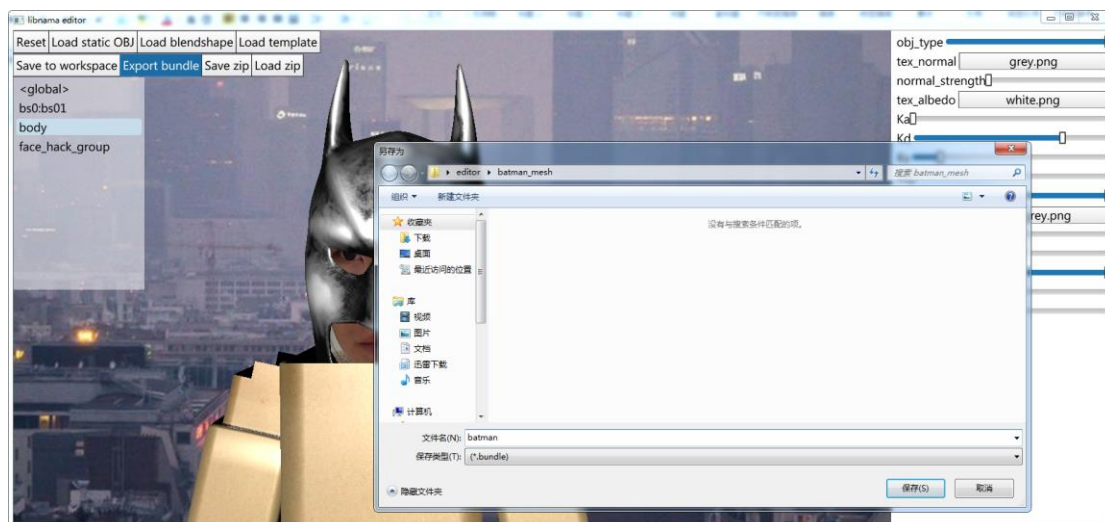 libnama editor
Reset Load static OBJ Load blendshape Load template
Save to workspace Export bundle Save zip Load zip
<global>
bs0:bs01
body
face_hack_group
obj_type
tex_normal grey.png
normal_strength
tex_albedo white.png
Ka
Kd
rey.png
另存为
editor batman_mesh
搜索 batman_mesh
组织 新建文件夹
收藏夹
下载
桌面
最近访问的位置
库
视频
图片
文档
迅雷下载
音乐
计算机
没有与搜索条件匹配的项。
文件名(N): batman
保存类型(T): (*.bundle)
隐藏文件夹
保存(S) 取消